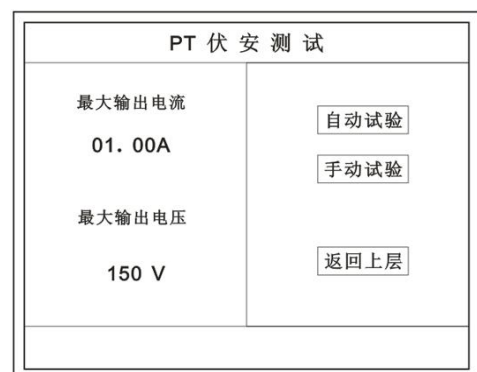 PT 伏安测试
最大输出电流
01. 00A
最大输出电压
150 V
自动试验
手动试验
返回上层